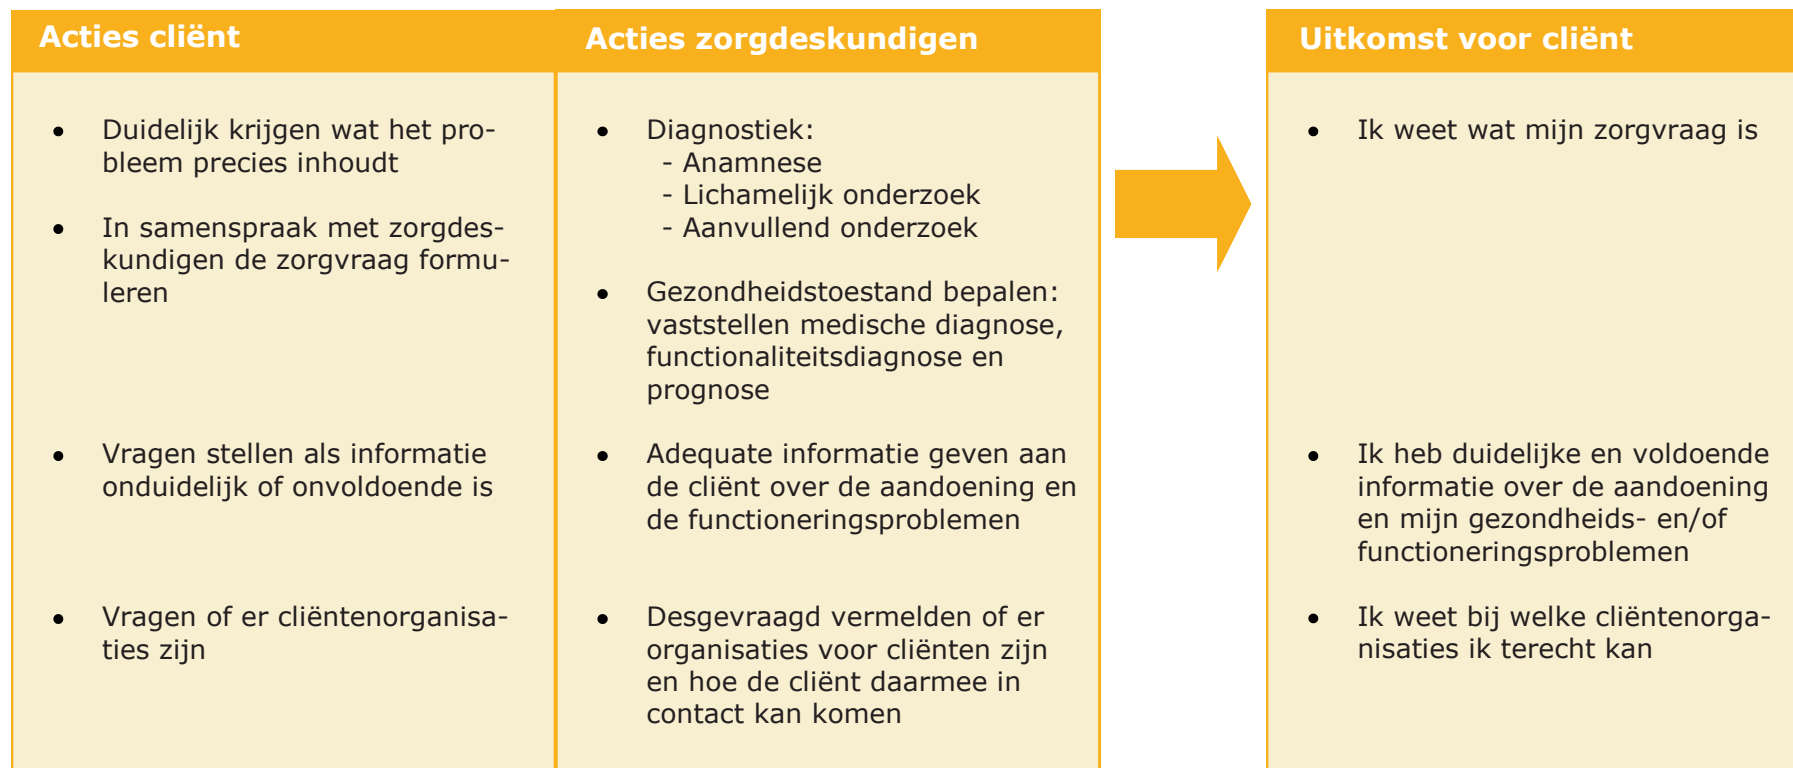 Acties cliënt
• Duidelijk krijgen wat het pro-
bleem precies inhoudt
• In samenspraak met zorgdes-
kundigen de zorgvraag formu-
leren
• Vragen stellen als informatie
onduidelijk of onvoldoende is
• Vragen of er cliëntenorganisa-
ties zijn
Acties zorgdeskundigen
• Diagnostiek:
- Anamnese
- Lichamelijk onderzoek
- Aanvullend onderzoek
• Gezondheidstoestand bepalen:
vaststellen medische diagnose,
functionaliteitsdiagnose en
prognose
• Adequate informatie geven aan
de cliënt over de aandoening en
de functioneringsproblemen
• Desgevraagd vermelden of er
organisaties voor cliënten zijn
en hoe de cliënt daarmee in
contact kan komen
Uitkomst voor cliënt
• Ik weet wat mijn zorgvraag is
• Ik heb duidelijke en voldoende
informatie over de aandoening
en mijn gezondheids- en/of
functioneringsproblemen
• Ik weet bij welke cliëntenorga-
nisaties ik terecht kan